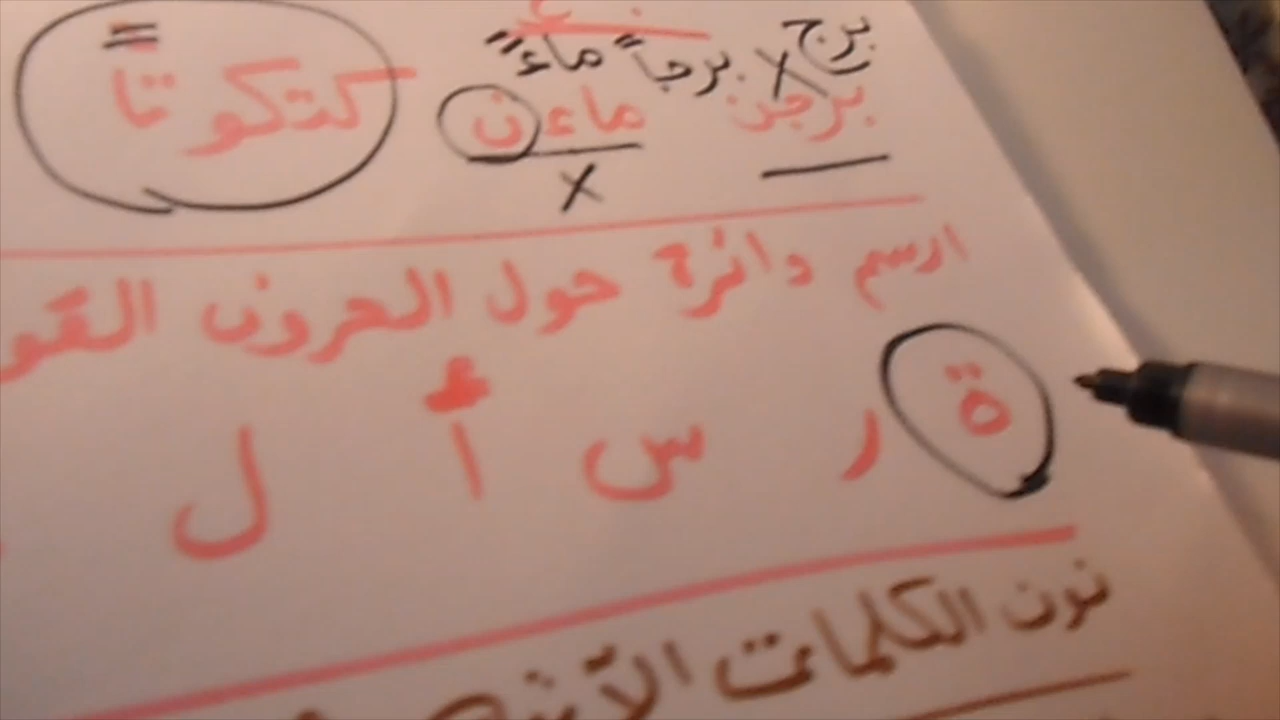 برج برجاً ماءً
برجن ماءن كتكوتاً
ارسم دائرة حول الحروف
ة ر س أ ل
نون الكلمات